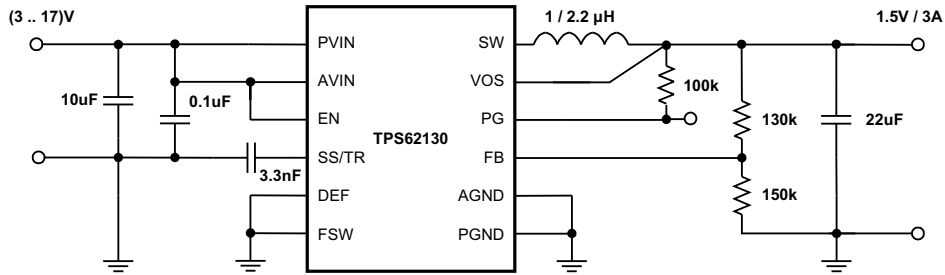 (3 .. 17)V
1 / 2.2 µH
1.5V / 3A
PVIN
SW
AVIN
VOS
10uF
0.1uF
100k
EN
PG
130k
22uF
TPS62130
SS/TR
FB
3.3nF
DEF
AGND
150k
FSW
PGND